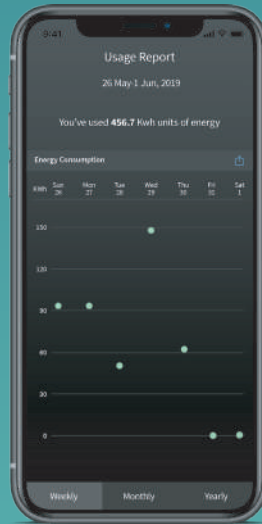 9:41
Usage Report
26 May-1 Jun, 2019
You've used 456.7 Kwh units of energy
Energy Consumption
KWh Sun Mon Tue Wed Thu Fri Sat
26 27 28 29 30 31 1
150
120
90
60
30
0
Weekly Monthly Yearly